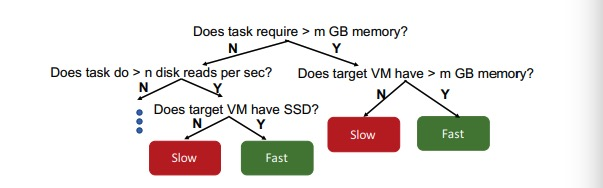 Does task require > m GB memory?
N Y
Does task do > n disk reads per sec? Does target VM have > m GB memory?
N Y N Y
Does target VM have SSD?
N Y
Slow Fast
Slow Fast